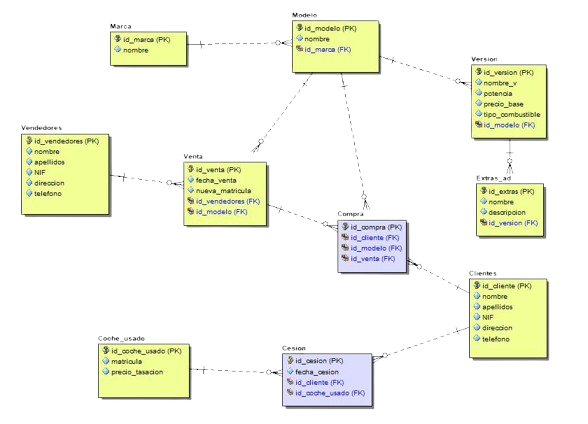 Marca
id_marca (PK)
nombre
Modelo
id_modelo (PK)
nombre
id_marca (FK)
Version
id_version (PK)
nombre_v
potencia
precio_base
tipo_combustible
id_modelo (FK)
Vendedores
id_vendedores (PK)
nombre
apellidos
NIF
direccion
telefono
Venta
id_venta (PK)
fecha_venta
nueva_matricula
id_vendedores (FK)
id_modelo (FK)
Extras_ad
id_extras (PK)
nombre
descripcion
id_version (FK)
Compra
id_compra (PK)
id_cliente (FK)
id_modelo (FK)
id_venta (FK)
Clientes
id_cliente (PK)
nombre
apellidos
NIF
direccion
telefono
Coche_usado
id_coche_usado (PK)
matricula
precio_tasacion
Cesion
id_cesion (PK)
fecha_cesion
id_cliente (FK)
id_coche_usado (FK)